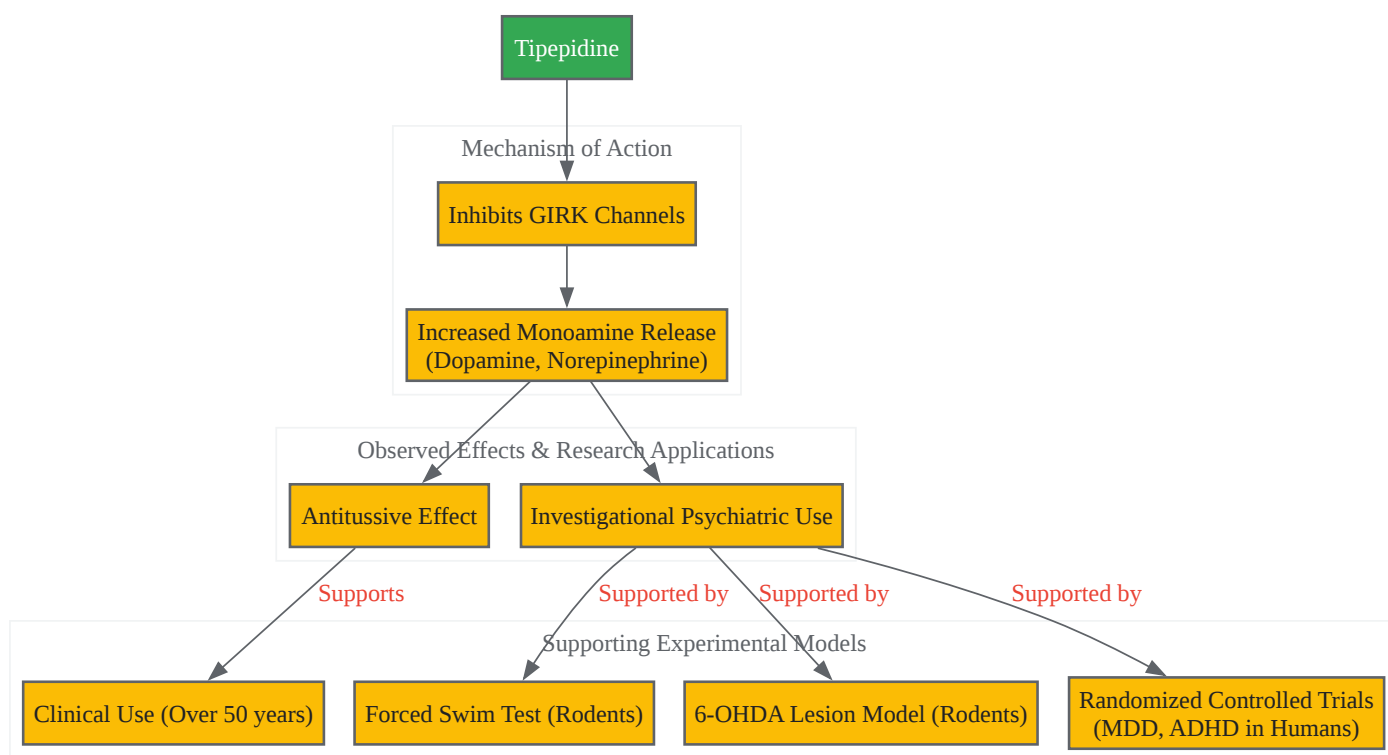 Tipepidine
Mechanism of Action
Inhibits GIRK Channels
Increased Monoamine Release
(Dopamine, Norepinephrine)
Observed Effects & Research Applications
Antitussive Effect
Investigational Psychiatric Use
Supports
Supported by
Supported by
Supported by
Supporting Experimental Models
Clinical Use (Over 50 years)
Forced Swim Test (Rodents)
6-OHDA Lesion Model (Rodents)
Randomized Controlled Trials
(MDD, ADHD in Humans)